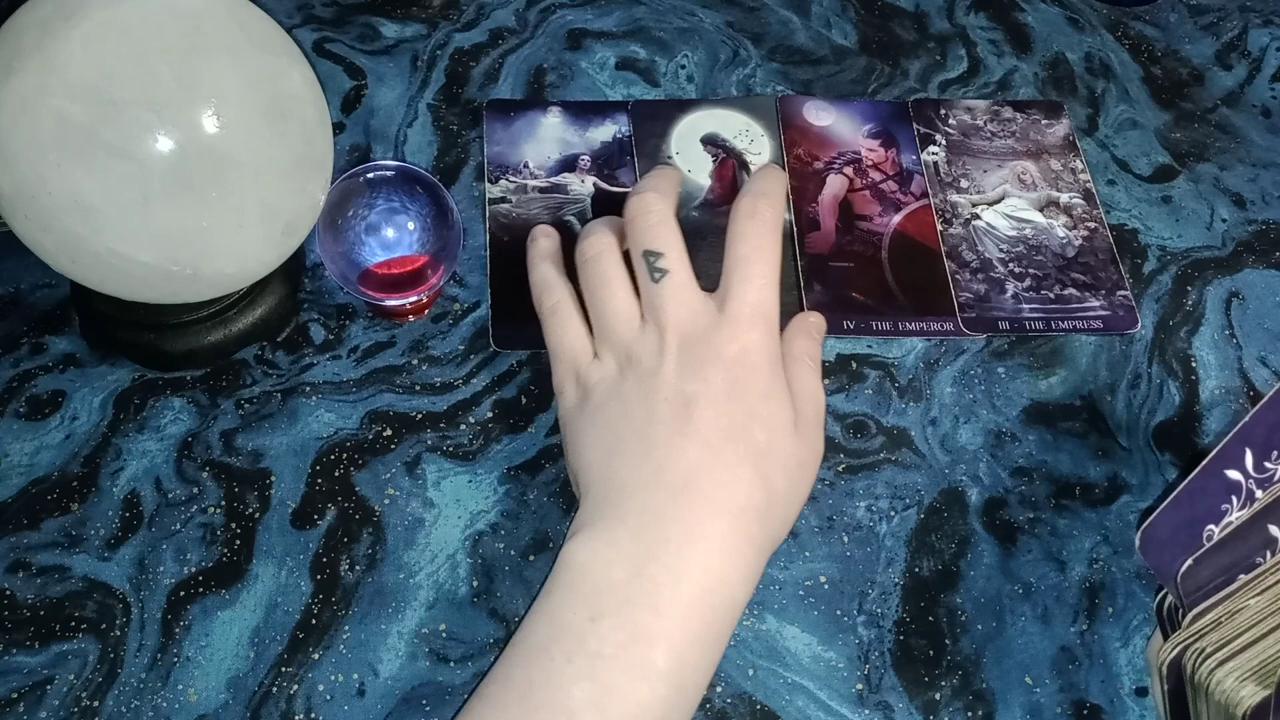 IV - THE EMPEROR
III - THE EMPRESS